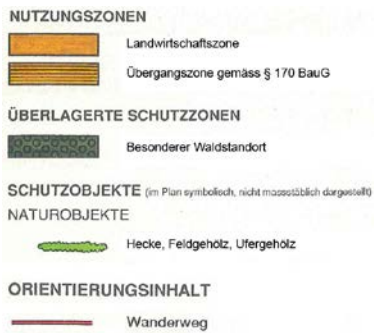 NUTZUNGSZONEN
Landwirtschaftszone
Übergangszone gemäss § 170 BauG
ÜBERLAGERTE SCHUTZZONEN
Besonderer Waldstandort
SCHUTZOBJEKTE (im Plan symbolisch, nicht massstäblich dargestellt)
NATUROBJEKTE
Hecke, Feldgehölz, Ufergehölz
ORIENTIERUNGSINHALT
Wanderweg